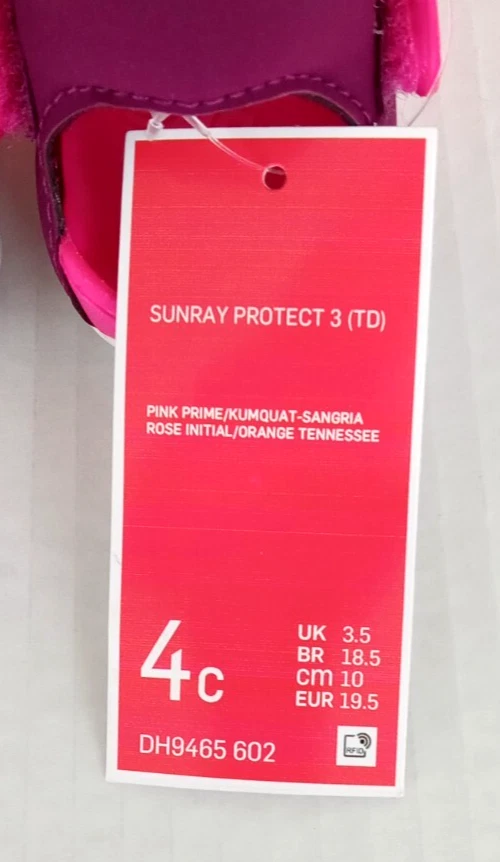 SUNRAY PROTECT 3 (TD)
PINK PRIME/KUMQUAT-SANGRIA
ROSE INITIAL/ORANGE TENNESSEE
4C
UK 3.5
BR 18.5
cm 10
EUR 19.5
DH9465 602
RFID